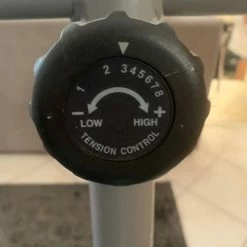 1 2 3 4 5 6 7 8
− +
LOW HIGH
TENSION CONTROL